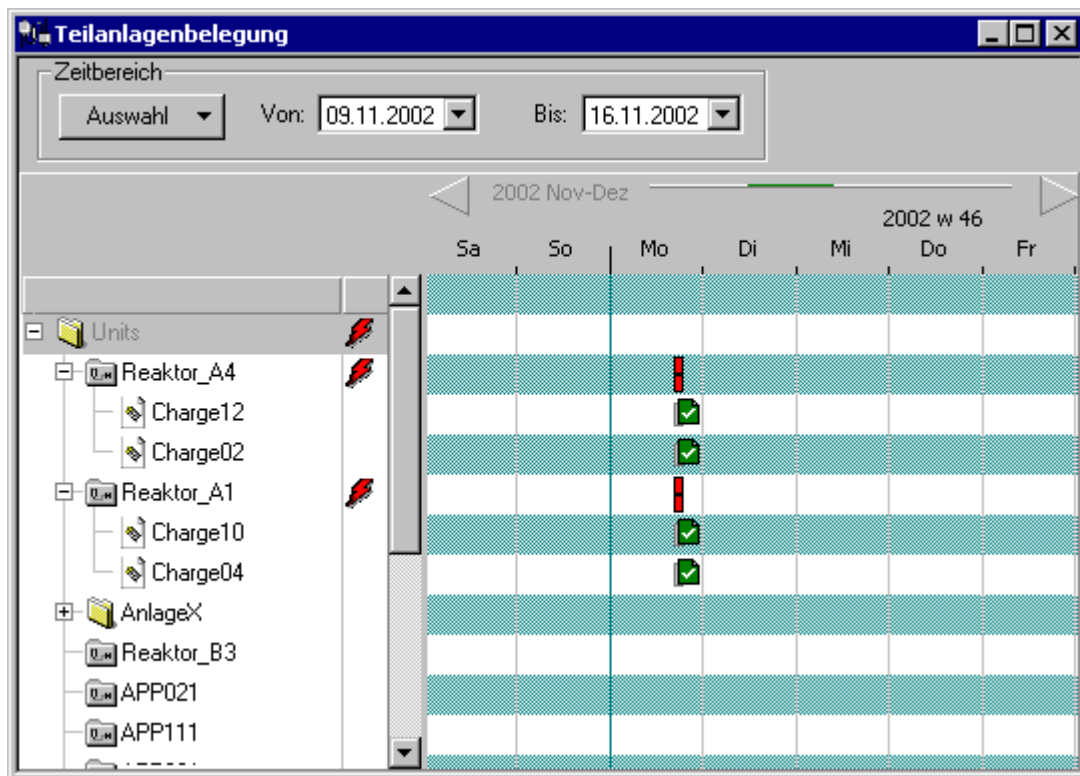 Teilanlagenbelegung
Zeitbereich
Auswahl Von: 09.11.2002 Bis: 16.11.2002
2002 Nov-Dez
2002 w 46
Sa So Mo Di Mi Do Fr
Units
Reaktor_A4
Charge12
Charge02
Reaktor_A1
Charge10
Charge04
AnlageX
Reaktor_B3
APP021
APP111